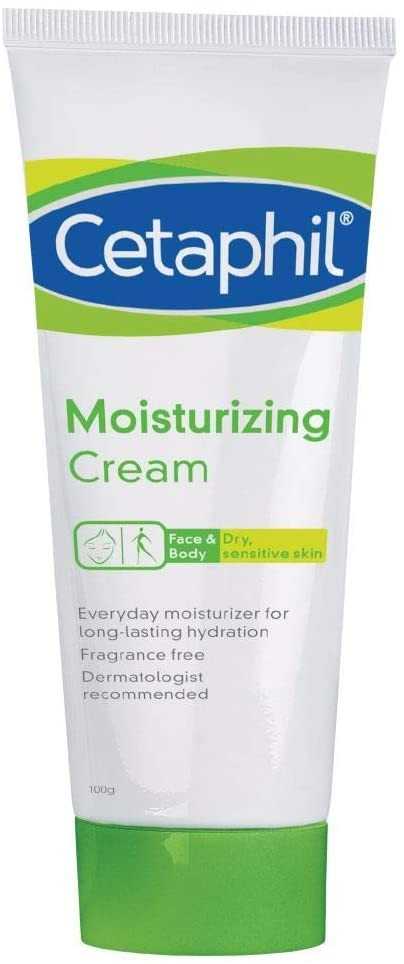 Cetaphil®
Moisturizing
Cream
Face &
Body
Dry,
sensitive skin
Everyday moisturizer for
long-lasting hydration
Fragrance free
Dermatologist
recommended
100g